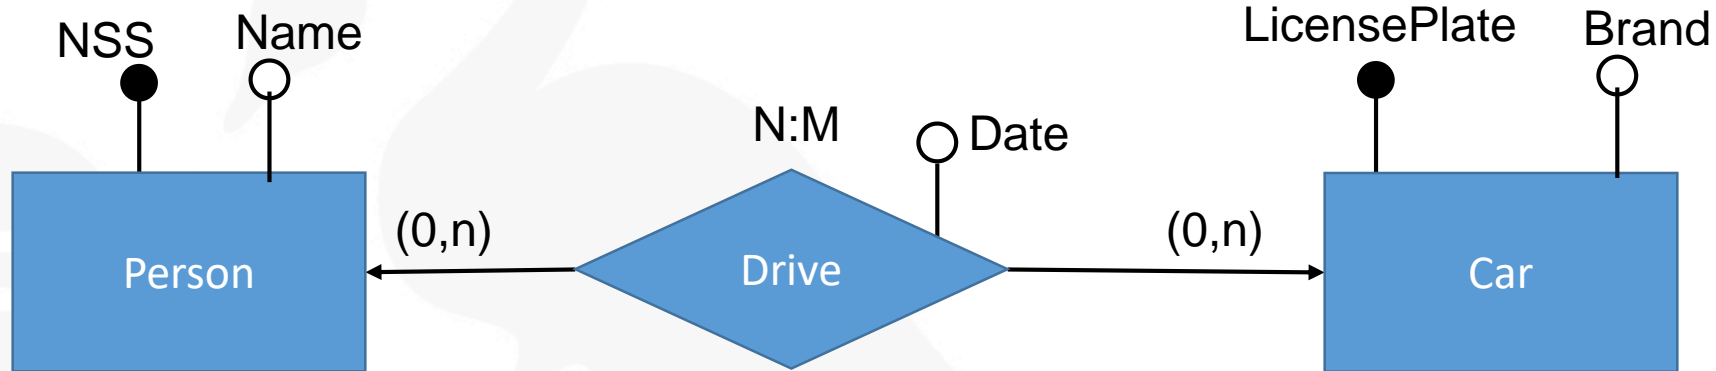 NSS
Name
LicensePlate
Brand
N:M
Date
(0,n)
(0,n)
Person
Drive
Car